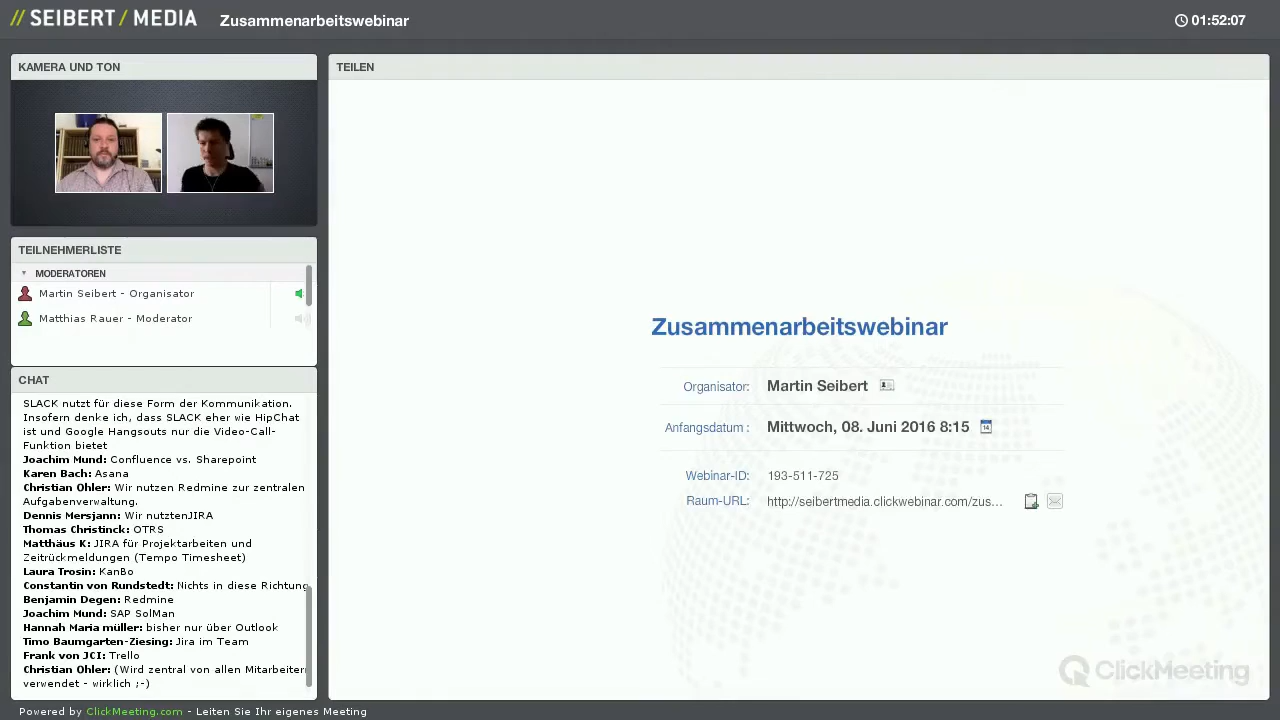 // SEIBERT / MEDIA
Zusammenarbeitswebinar
01:52:07
KAMERA UND TON
TEILNEHMERLISTE
MODERATOREN
Martin Seibert - Organisator
Matthias Rauer - Moderator
CHAT
SLACK nutzt für diese Form der Kommunikation.
Insofern denke ich, dass SLACK eher wie HipChat
ist und Google Hangsouts nur die Video-Call-
Funktion bietet
Joachim Mund: Confluence vs. Sharepoint
Karen Bach: Asana
Christian Ohler: Wir nutzen Redmine zur zentralen
Aufgabenverwaltung.
Dennis Mersjann: Wir nutztenJIRA
Thomas Christinck: OTRS
Matthäus K: JIRA für Projektarbeiten und
Zeitrückmeldungen (Tempo Timesheet)
Laura Trosin: KanBo
Constantin von Rundstedt: Nichts in diese Richtung
Benjamin Degen: Redmine
Joachim Mund: SAP SolMan
Hannah Maria müller: bisher nur über Outlook
Timo Baumgarten-Ziesing: Jira im Team
Frank von JCI: Trello
Christian Ohler: (Wird zentral von allen Mitarbeitern
verwendet - wirklich ;-)
TEILEN
Zusammenarbeitswebinar
Organisator: Martin Seibert
Anfangsdatum : Mittwoch, 08. Juni 2016 8:15
14
Webinar-ID: 193-511-725
Raum-URL: http://seibertmedia.clickwebinar.com/zus...
ClickMeeting
Powered by ClickMeeting.com - Leiten Sie Ihr eigenes Meeting